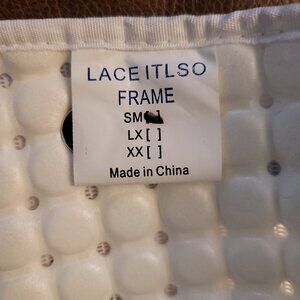 LACE ITLSO
FRAME
SM[ ]
LX[ ]
XX[ ]
Made in China